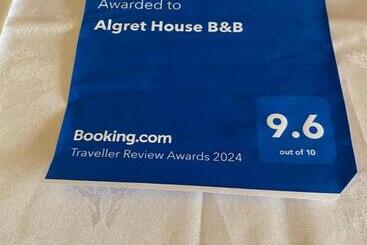 Awarded to
Algret House B&B
Booking.com
Traveller Review Awards 2024
9.6
out of 10